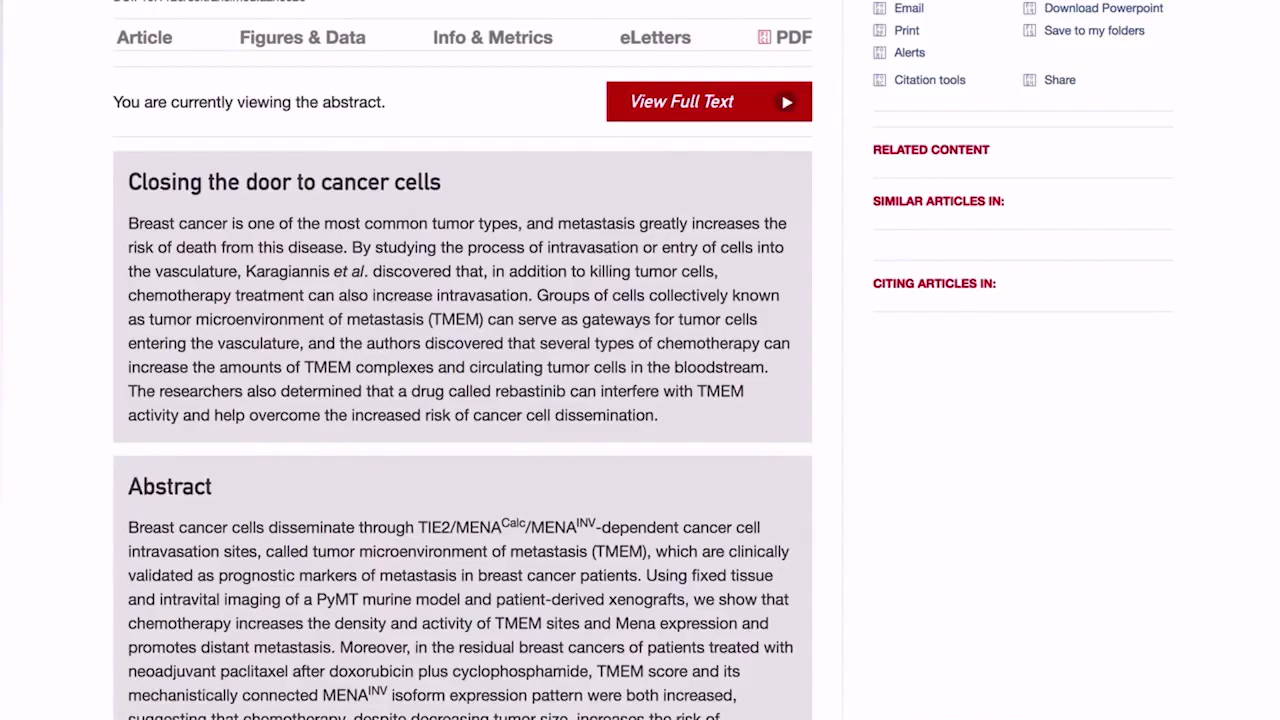 Article Figures & Data Info & Metrics eLetters PDF
You are currently viewing the abstract.
View Full Text
Closing the door to cancer cells
Breast cancer is one of the most common tumor types, and metastasis greatly increases the
risk of death from this disease. By studying the process of intravasation or entry of cells into
the vasculature, Karagiannis et al. discovered that, in addition to killing tumor cells,
chemotherapy treatment can also increase intravasation. Groups of cells collectively known
as tumor microenvironment of metastasis (TMEM) can serve as gateways for tumor cells
entering the vasculature, and the authors discovered that several types of chemotherapy can
increase the amounts of TMEM complexes and circulating tumor cells in the bloodstream.
The researchers also determined that a drug called rebastinib can interfere with TMEM
activity and help overcome the increased risk of cancer cell dissemination.
Abstract
Breast cancer cells disseminate through TIE2/MENACalc/MENAINV-dependent cancer cell
intravasation sites, called tumor microenvironment of metastasis (TMEM), which are clinically
validated as prognostic markers of metastasis in breast cancer patients. Using fixed tissue
and intravital imaging of a PyMT murine model and patient-derived xenografts, we show that
chemotherapy increases the density and activity of TMEM sites and Mena expression and
promotes distant metastasis. Moreover, in the residual breast cancers of patients treated with
neoadjuvant paclitaxel after doxorubicin plus cyclophosphamide, TMEM score and its
mechanistically connected MENAINV isoform expression pattern were both increased,
suggesting that chemotherapy, despite decreasing tumor size, increases the risk of
Email Download Powerpoint
Print Save to my folders
Alerts
Citation tools Share
RELATED CONTENT
SIMILAR ARTICLES IN:
CITING ARTICLES IN: